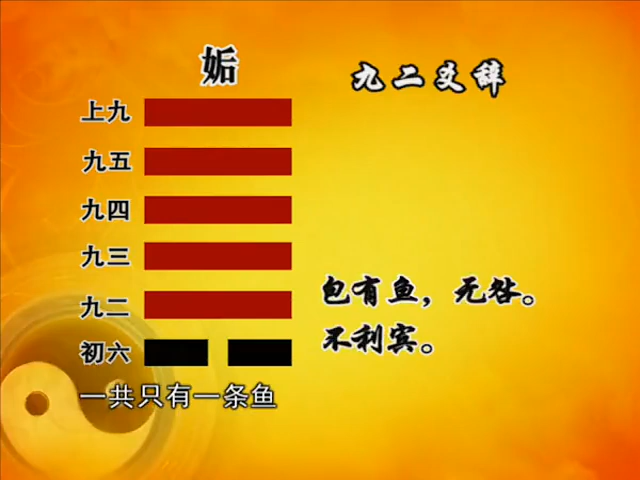 姤
九二爻辞
上九
九五
九四
九三
九二
包有鱼，无咎。
不利宾。
初六
一共只有一条鱼